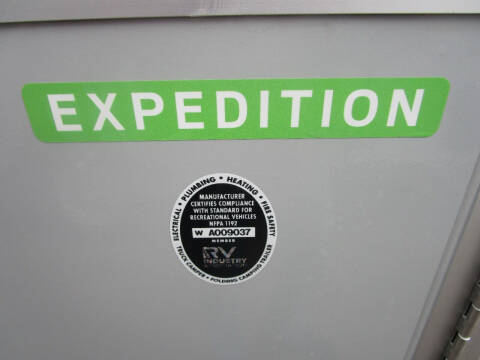 EXPEDITION
ELECTRICAL • PLUMBING • HEATING • FIRE SAFETY
MANUFACTURER
CERTIFIES COMPLIANCE
WITH STANDARD FOR
RECREATIONAL VEHICLES
NFPA 1192
W A009037
MEMBER
RV
INDUSTRY
TRUCK CAMPER • FOLDING CAMPING TRAILER